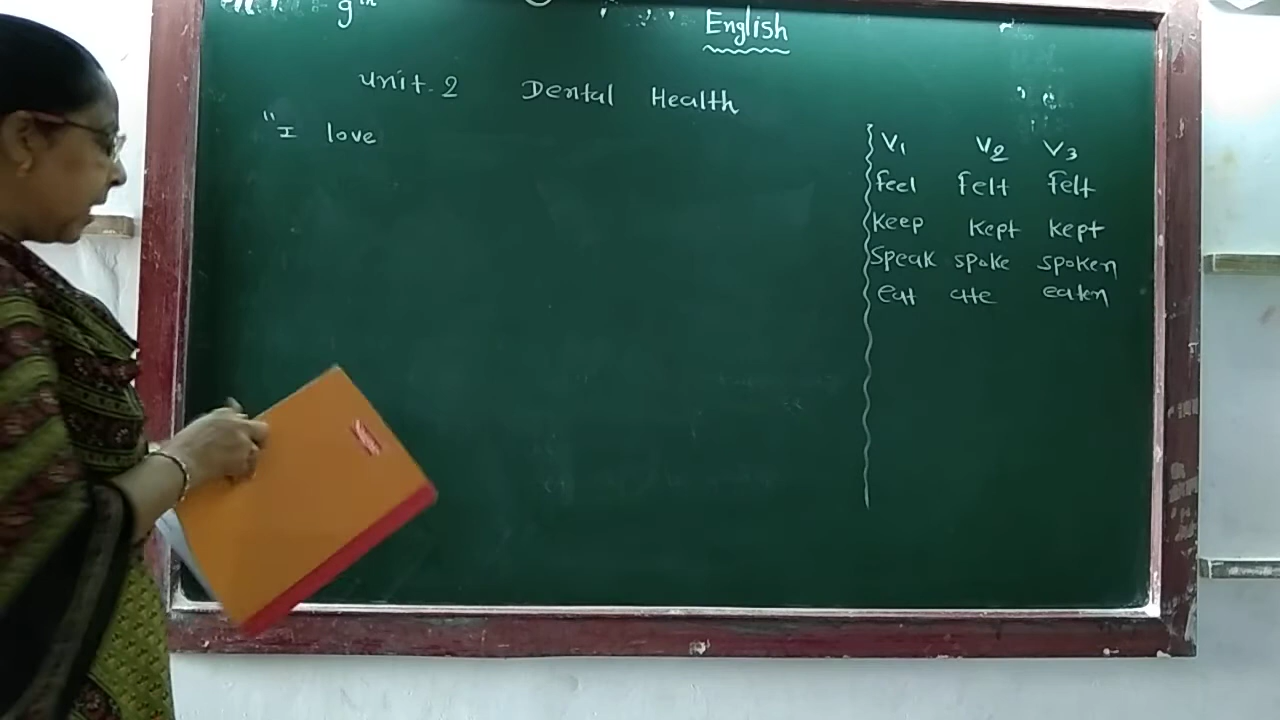 9th
English
Unit-2 Dental Health
"I love
V1 V2 V3
feel felt felt
keep kept kept
speak spoke spoken
eat ate eaten